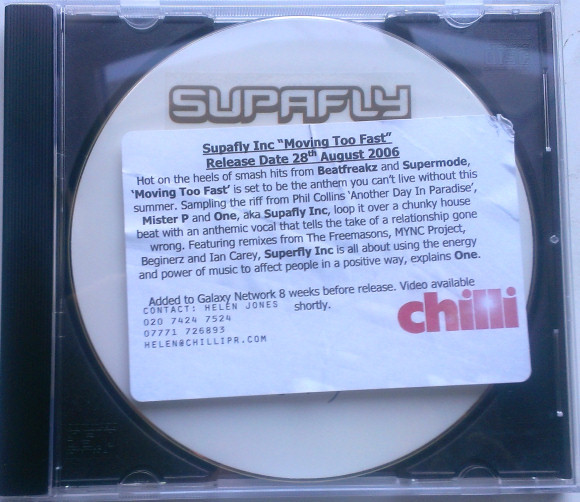 SUPAFLY
Supafly Inc "Moving Too Fast"
Release Date 28th August 2006
Hot on the heels of smash hits from Beatfreakz and Supermode,
'Moving Too Fast' is set to be the anthem you can't live without this
summer. Sampling the riff from Phil Collins 'Another Day In Paradise',
Mister P and One, aka Supafly Inc, loop it over a chunky house
beat with an anthemic vocal that tells the take of a relationship gone
wrong. Featuring remixes from The Freemasons, MYNC Project,
Beginerz and Ian Carey, Superfly Inc is all about using the energy
and power of music to affect people in a positive way, explains One.
Added to Galaxy Network 8 weeks before release. Video available
shortly.
CONTACT: HELEN JONES
020 7424 7524
07771 726893
HELEN@CHILLIPR.COM
chilli